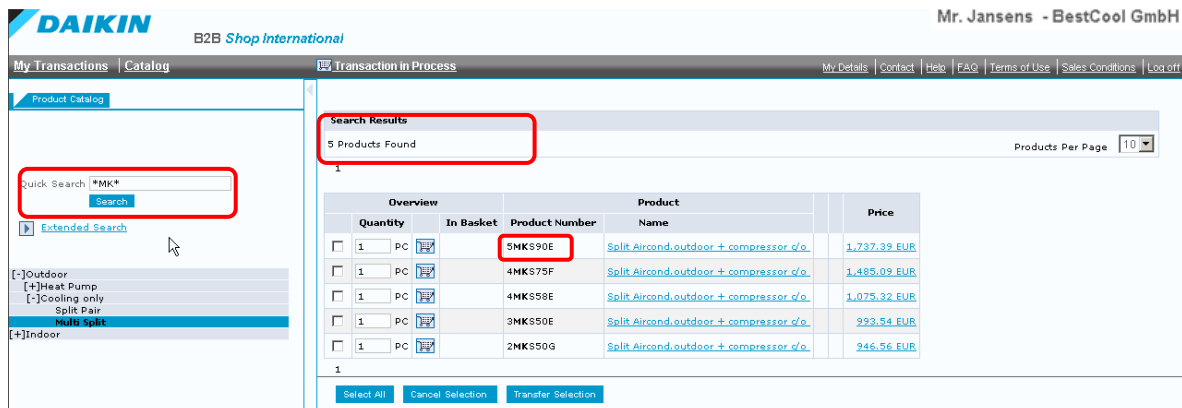 DAIKIN
B2B Shop International
Mr. Jansens - BestCool GmbH
My Transactions | Catalog
Transaction in Process
My Details | Contact | Help | FAQ | Terms of Use | Sales Conditions | Log off
Product Catalog
Search Results
5 Products Found
Products Per Page 10
1
Quick Search *MK*
Search
Extended Search
[-]Outdoor
[+]Heat Pump
[-]Cooling only
Split Pair
Multi Split
[+]Indoor
Overview Product Price
Quantity In Basket Product Number Name
1 PC 5MKS90E Split Aircond.outdoor + compressor c/o 1,737.39 EUR
1 PC 4MKS75F Split Aircond.outdoor + compressor c/o 1,485.09 EUR
1 PC 4MKS58E Split Aircond.outdoor + compressor c/o 1,075.32 EUR
1 PC 3MKS50E Split Aircond.outdoor + compressor c/o 993.54 EUR
1 PC 2MKS50G Split Aircond.outdoor + compressor c/o 946.56 EUR
1
Select All Cancel Selection Transfer Selection